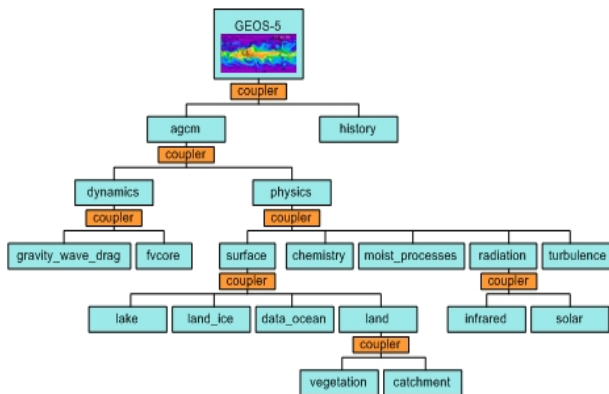 GEOS-5
coupler
agcm
history
coupler
dynamics
physics
coupler
coupler
gravity_wave_drag
fvcore
surface
chemistry
moist_processes
radiation
turbulence
coupler
coupler
lake
land_ice
data_ocean
land
infrared
solar
coupler
vegetation
catchment